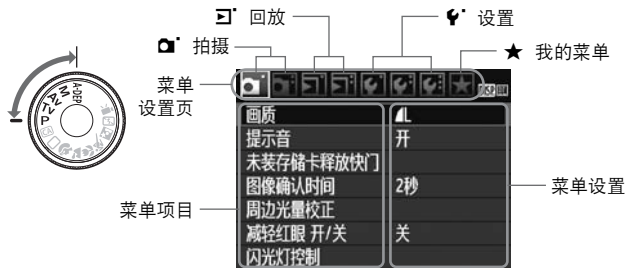 回放
设置
拍摄
我的菜单
菜单
设置页
A-DEP
M
Av
Tv
P
画质 L
提示音 开
未装存储卡释放快门
图像确认时间 2秒
周边光量校正
减轻红眼 开/关 关
闪光灯控制
菜单项目
菜单设置